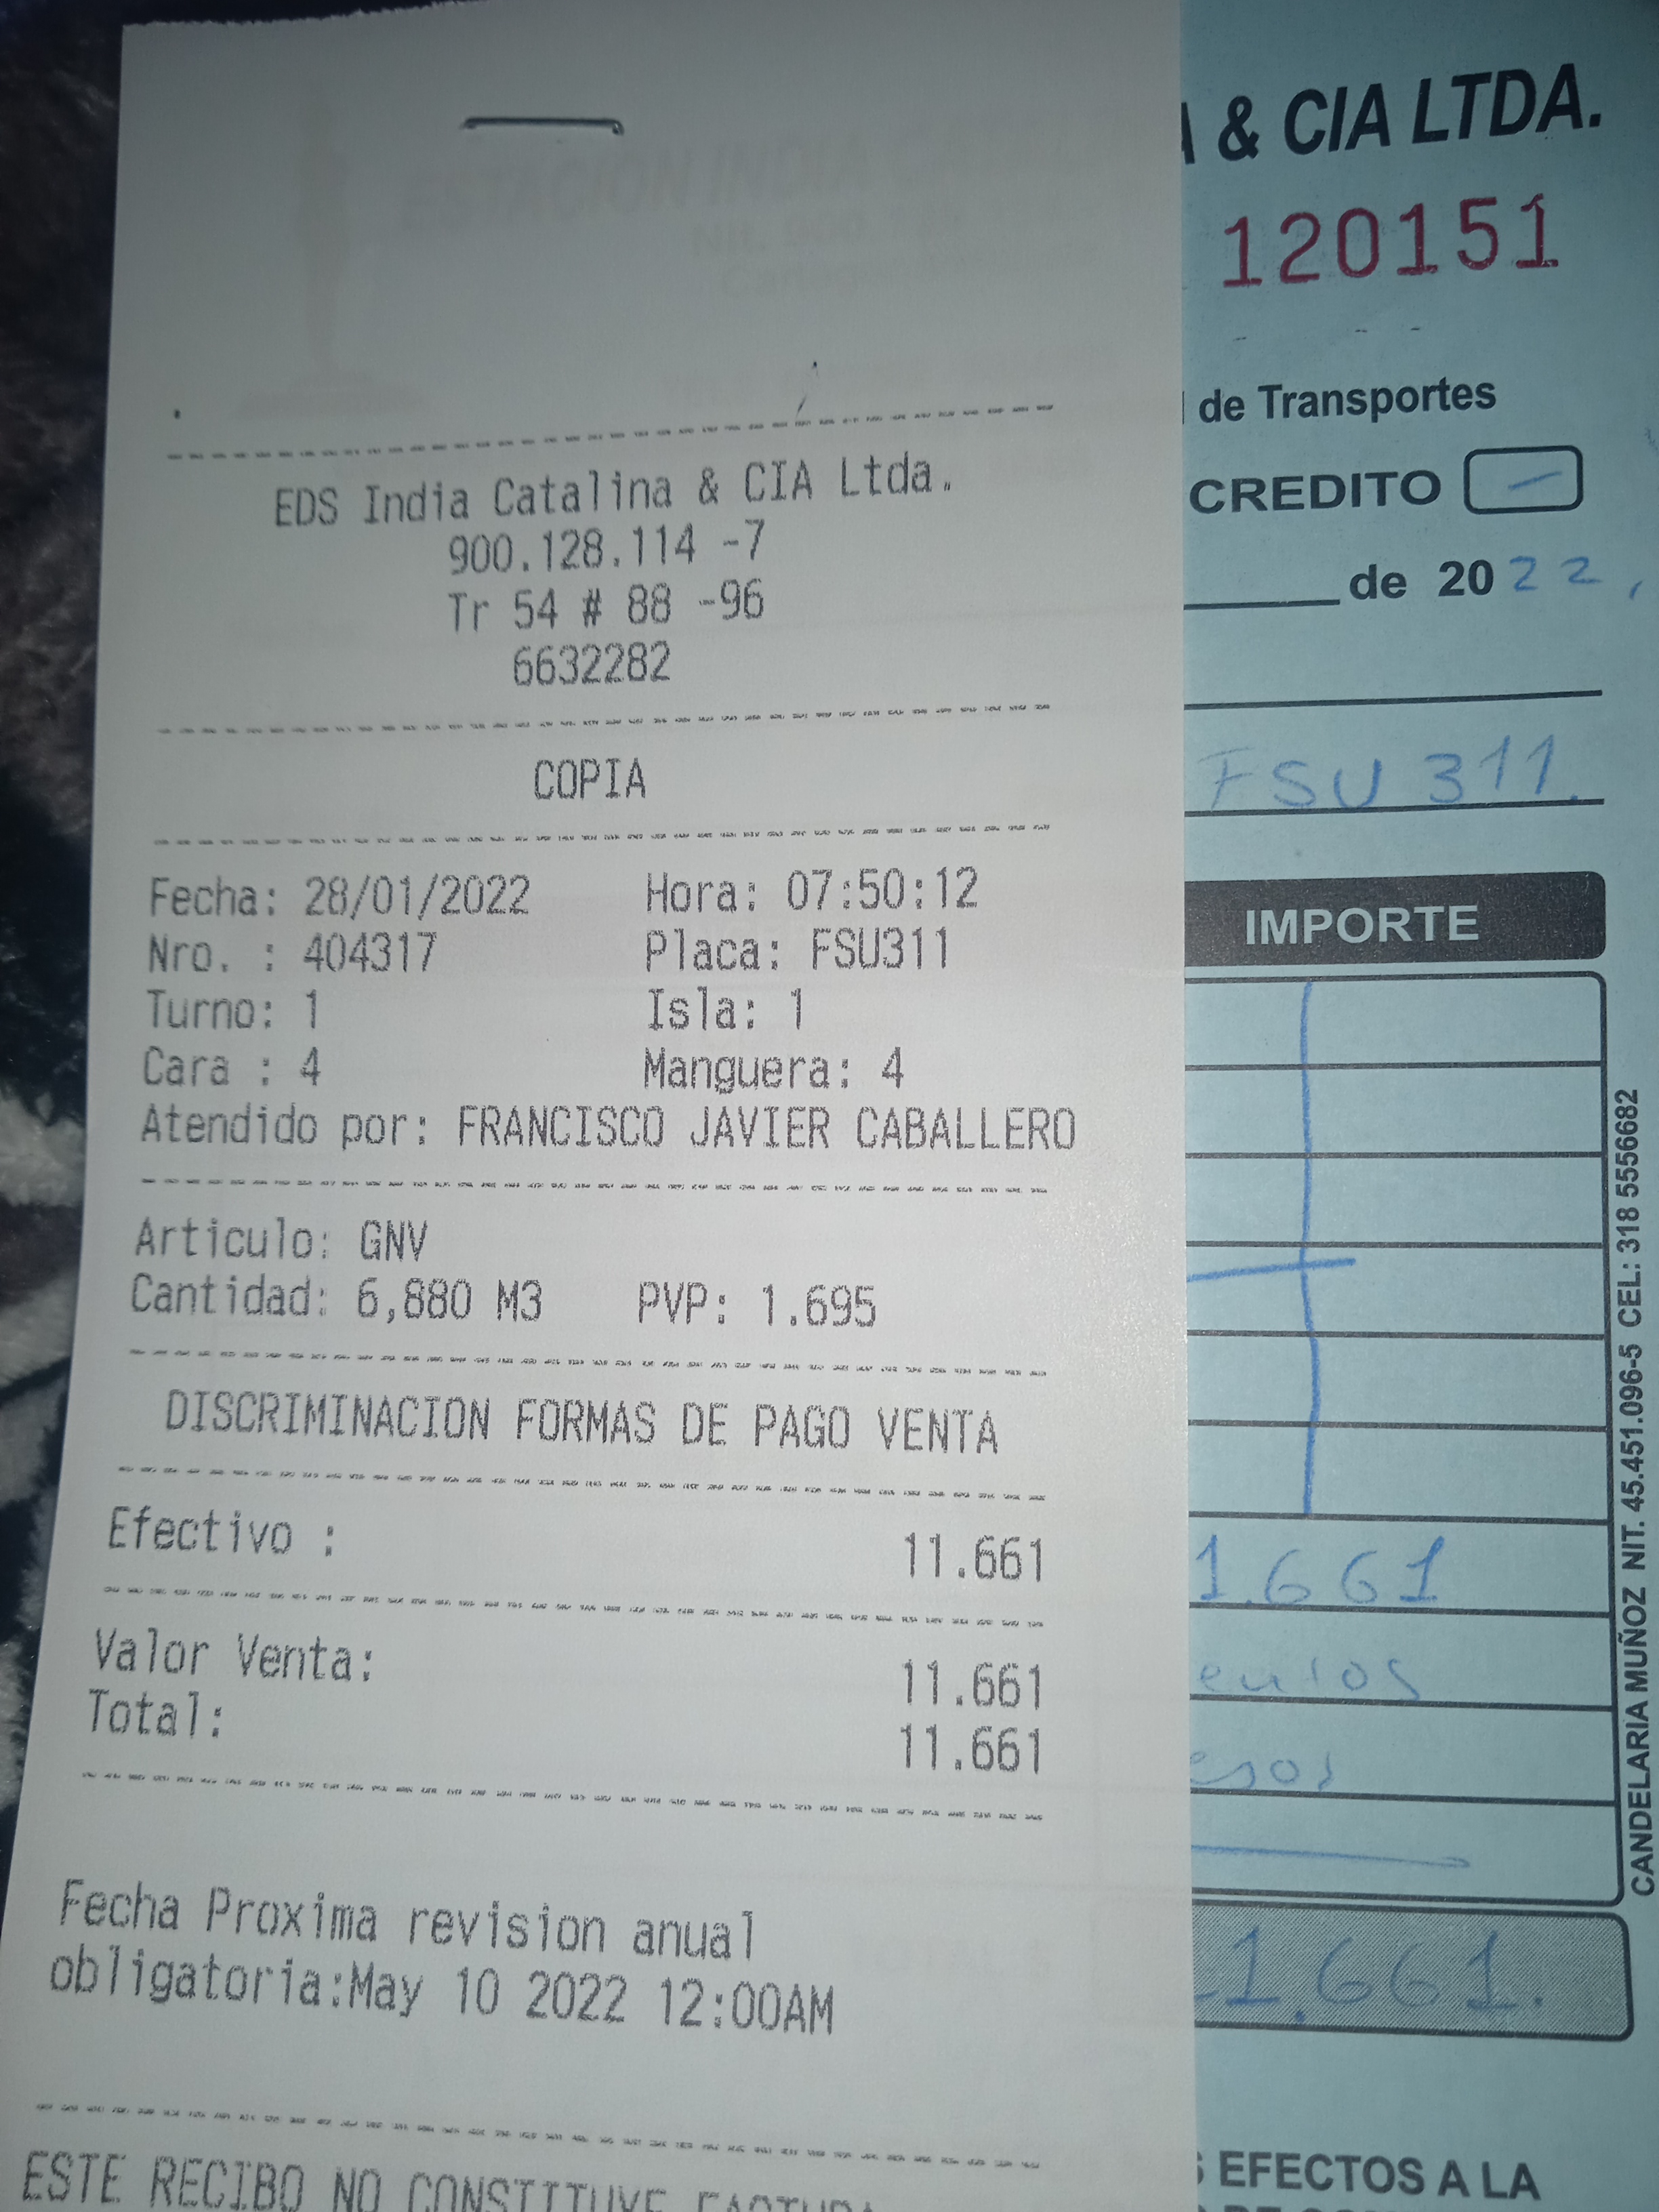 EDS India Catalina & CIA Ltda.
900.128.114 -7
Tr 54 # 88 -96
6632282
COPIA
Fecha: 28/01/2022 Hora: 07:50:12
Nro. : 404317 Placa: FSU311
Turno: 1 Isla: 1
Cara : 4 Manguera: 4
Atendido por: FRANCISCO JAVIER CABALLERO
Articulo: GNV
Cantidad: 6,880 M3 PVP: 1.695
DISCRIMINACION FORMAS DE PAGO VENTA
Efectivo : 11.661
Valor Venta: 11.661
Total: 11.661
Fecha Proxima revision anual
obligatoria:May 10 2022 12:00AM
ESTE RECIBO NO CONSTITUYE FACTURA
& CIA LTDA.
120151
de Transportes
CREDITO
de 2022,
FSU 311.
IMPORTE
1.661
1.661.
EFECTOS A LA
CANDELARIA MUÑOZ NIT. 45.451.096-5 CEL: 318 5556682